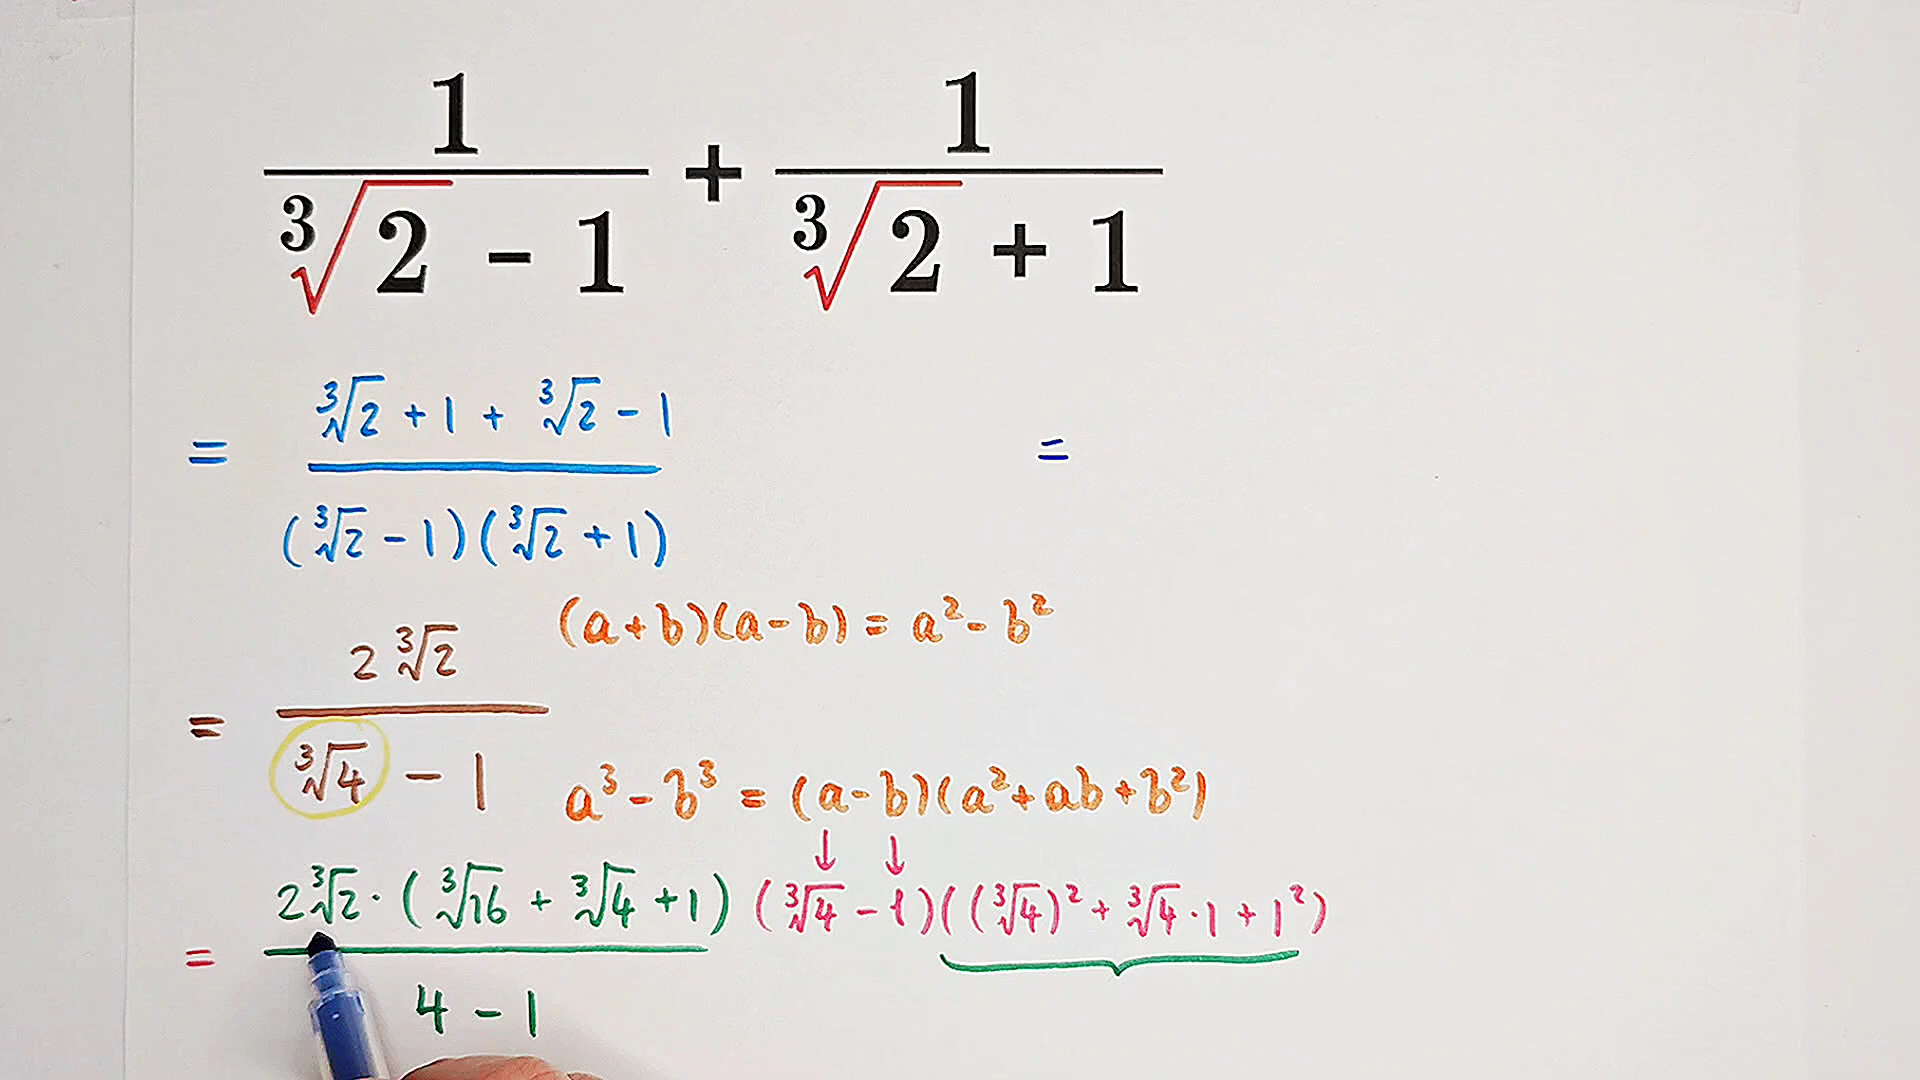 1/(∛2 - 1) + 1/(∛2 + 1)
= (∛2 + 1 + ∛2 - 1)/((∛2 - 1)(∛2 + 1)) =
(a+b)(a-b) = a² - b²
= 2∛2/(∛4 - 1)
a³ - b³ = (a-b)(a²+ab+b²)
↓ ↓
(∛4 - 1)((∛4)² + ∛4·1 + 1²)
= 2∛2·(∛16 + ∛4 + 1)/(4 - 1)